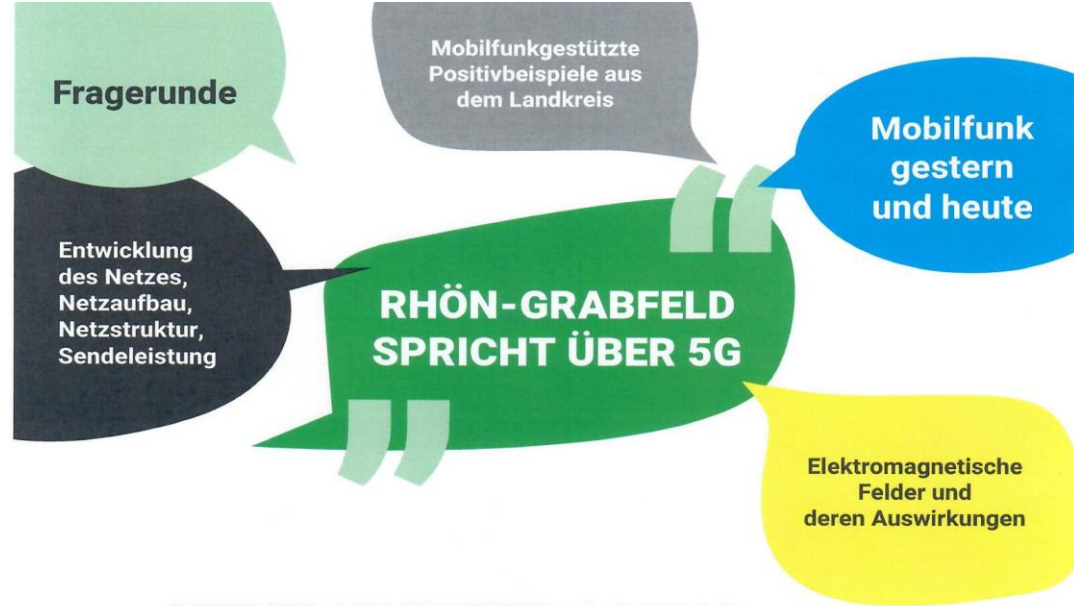 Fragerunde
Mobilfunkgestützte
Positivbeispiele aus
dem Landkreis
Mobilfunk
gestern
und heute
Entwicklung
des Netzes,
Netzaufbau,
Netzstruktur,
Sendeleistung
RHÖN-GRABFELD
SPRICHT ÜBER 5G
Elektromagnetische
Felder und
deren Auswirkungen